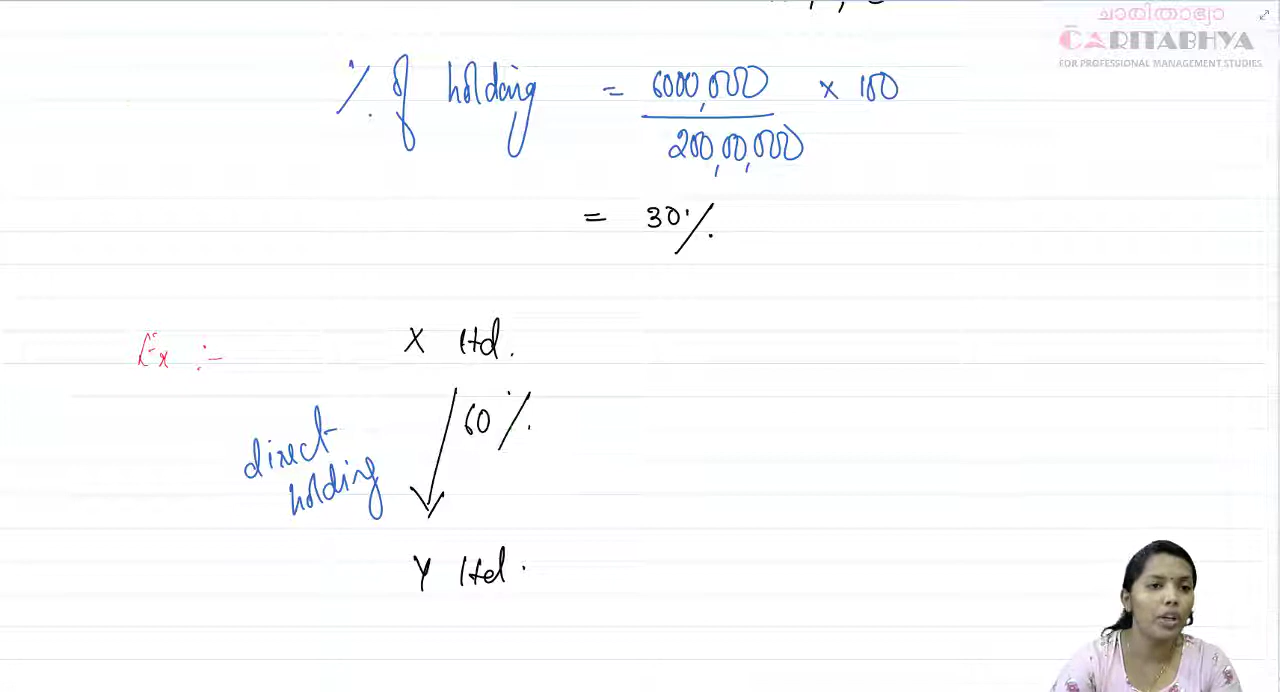 ചാരിതാഭ്യാ
CARITABHYA
FOR PROFESSIONAL MANAGEMENT STUDIES
% of holding = 6000,000 × 100
200,00,000
= 30%
Ex :-
X ltd.
60%
direct
holding
Y ltd.